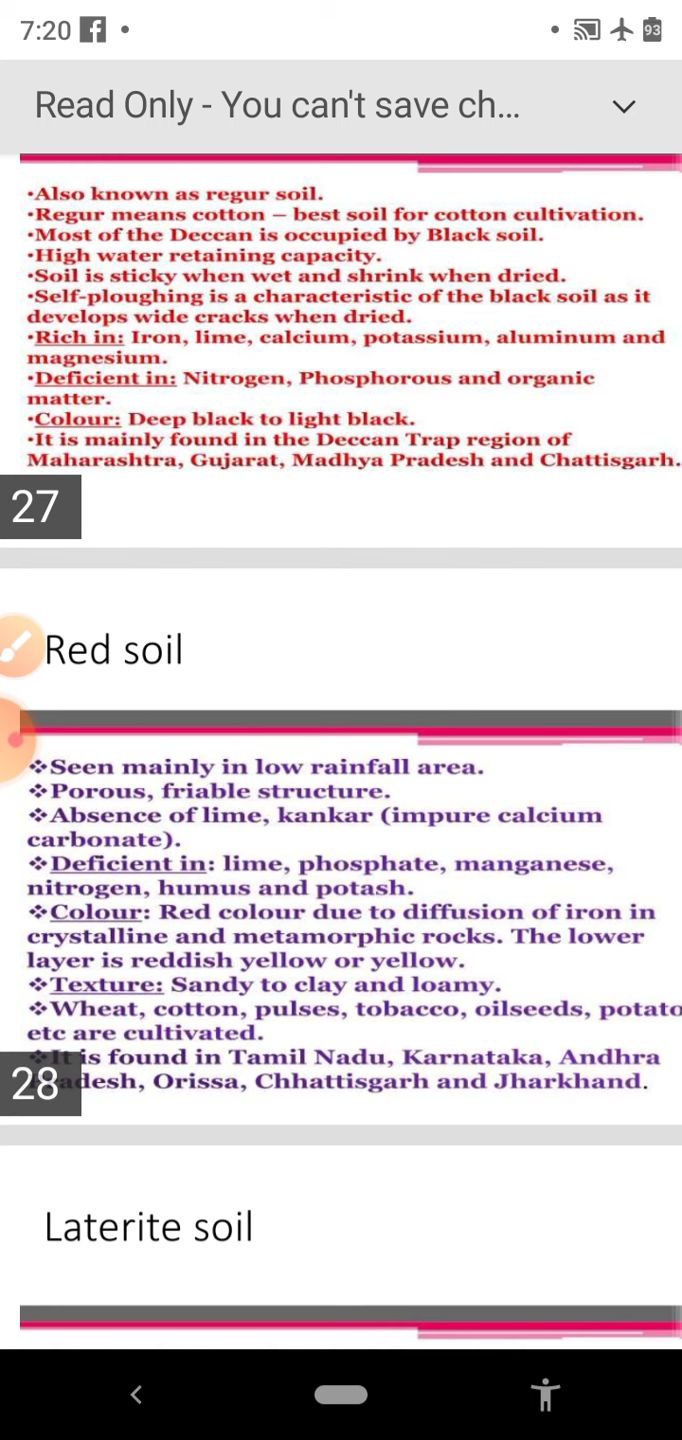 7:20
93
Read Only - You can't save ch...
•Also known as regur soil.
•Regur means cotton – best soil for cotton cultivation.
•Most of the Deccan is occupied by Black soil.
•High water retaining capacity.
•Soil is sticky when wet and shrink when dried.
•Self-ploughing is a characteristic of the black soil as it
develops wide cracks when dried.
•Rich in: Iron, lime, calcium, potassium, aluminum and
magnesium.
•Deficient in: Nitrogen, Phosphorous and organic
matter.
•Colour: Deep black to light black.
•It is mainly found in the Deccan Trap region of
Maharashtra, Gujarat, Madhya Pradesh and Chattisgarh.
27
Red soil
❖Seen mainly in low rainfall area.
❖Porous, friable structure.
❖Absence of lime, kankar (impure calcium
carbonate).
❖Deficient in: lime, phosphate, manganese,
nitrogen, humus and potash.
❖Colour: Red colour due to diffusion of iron in
crystalline and metamorphic rocks. The lower
layer is reddish yellow or yellow.
❖Texture: Sandy to clay and loamy.
❖Wheat, cotton, pulses, tobacco, oilseeds, potato
etc are cultivated.
❖It is found in Tamil Nadu, Karnataka, Andhra
Pradesh, Orissa, Chhattisgarh and Jharkhand.
28
Laterite soil